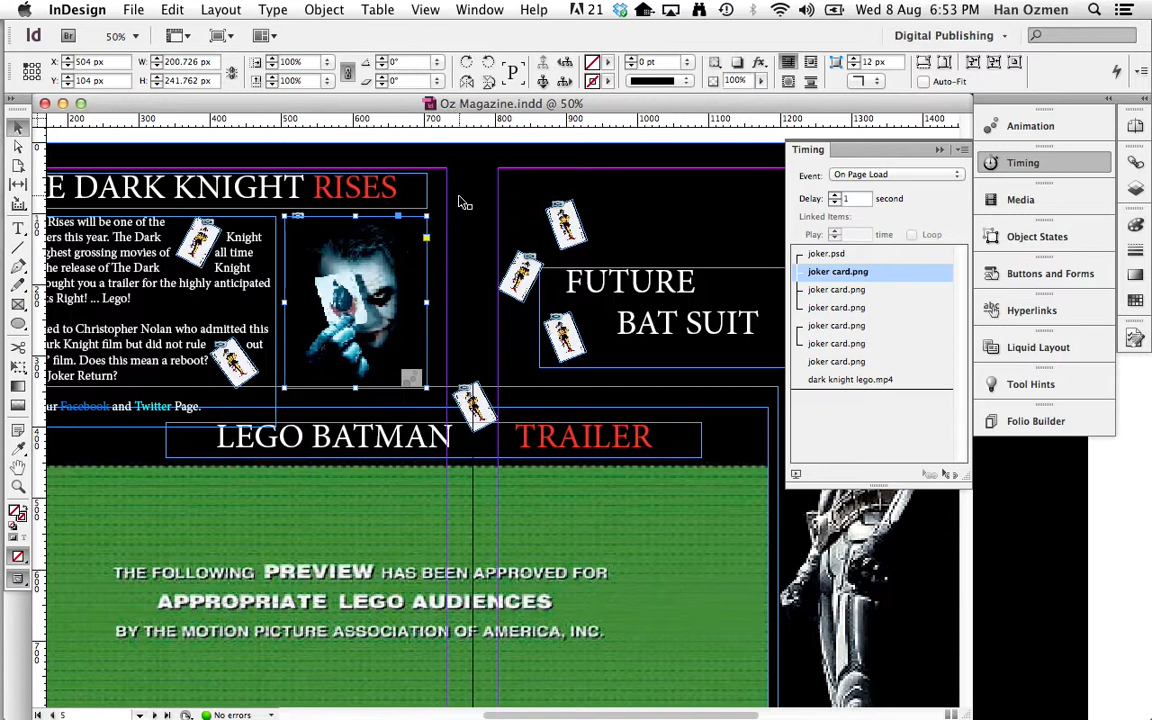 InDesign File Edit Layout Type Object Table View Window Help 21 Wed 8 Aug 6:53 PM Han Ozmen
Id Br 50% Digital Publishing
X: 504 px W: 200.726 px 100% 0° P 0 pt 12 px
Y: 104 px H: 241.762 px 100% 0° 100% fx. Auto-Fit
Oz Magazine.indd @ 50%
200 300 400 500 600 700 800 900 1000 1100 1200 1300 1400
E DARK KNIGHT RISES
Rises will be one of the
ers this year. The Dark Knight
ghest grossing movies of all time
he release of The Dark Knight
ought you a trailer for the highly anticipated
s Right! ... Lego!
ed to Christopher Nolan who admitted this
rk Knight film but did not rule out
' film. Does this mean a reboot?
Joker Return?
ur Facebook and Twitter Page.
FUTURE
BAT SUIT
LEGO BATMAN TRAILER
THE FOLLOWING PREVIEW HAS BEEN APPROVED FOR
APPROPRIATE LEGO AUDIENCES
BY THE MOTION PICTURE ASSOCIATION OF AMERICA, INC.
Timing
Event: On Page Load
Delay: 1 second
Linked Items:
Play: time Loop
joker.psd
joker card.png
joker card.png
joker card.png
joker card.png
joker card.png
joker card.png
dark knight lego.mp4
Animation
Timing
Media
Object States
Buttons and Forms
Hyperlinks
Liquid Layout
Tool Hints
Folio Builder
5 No errors